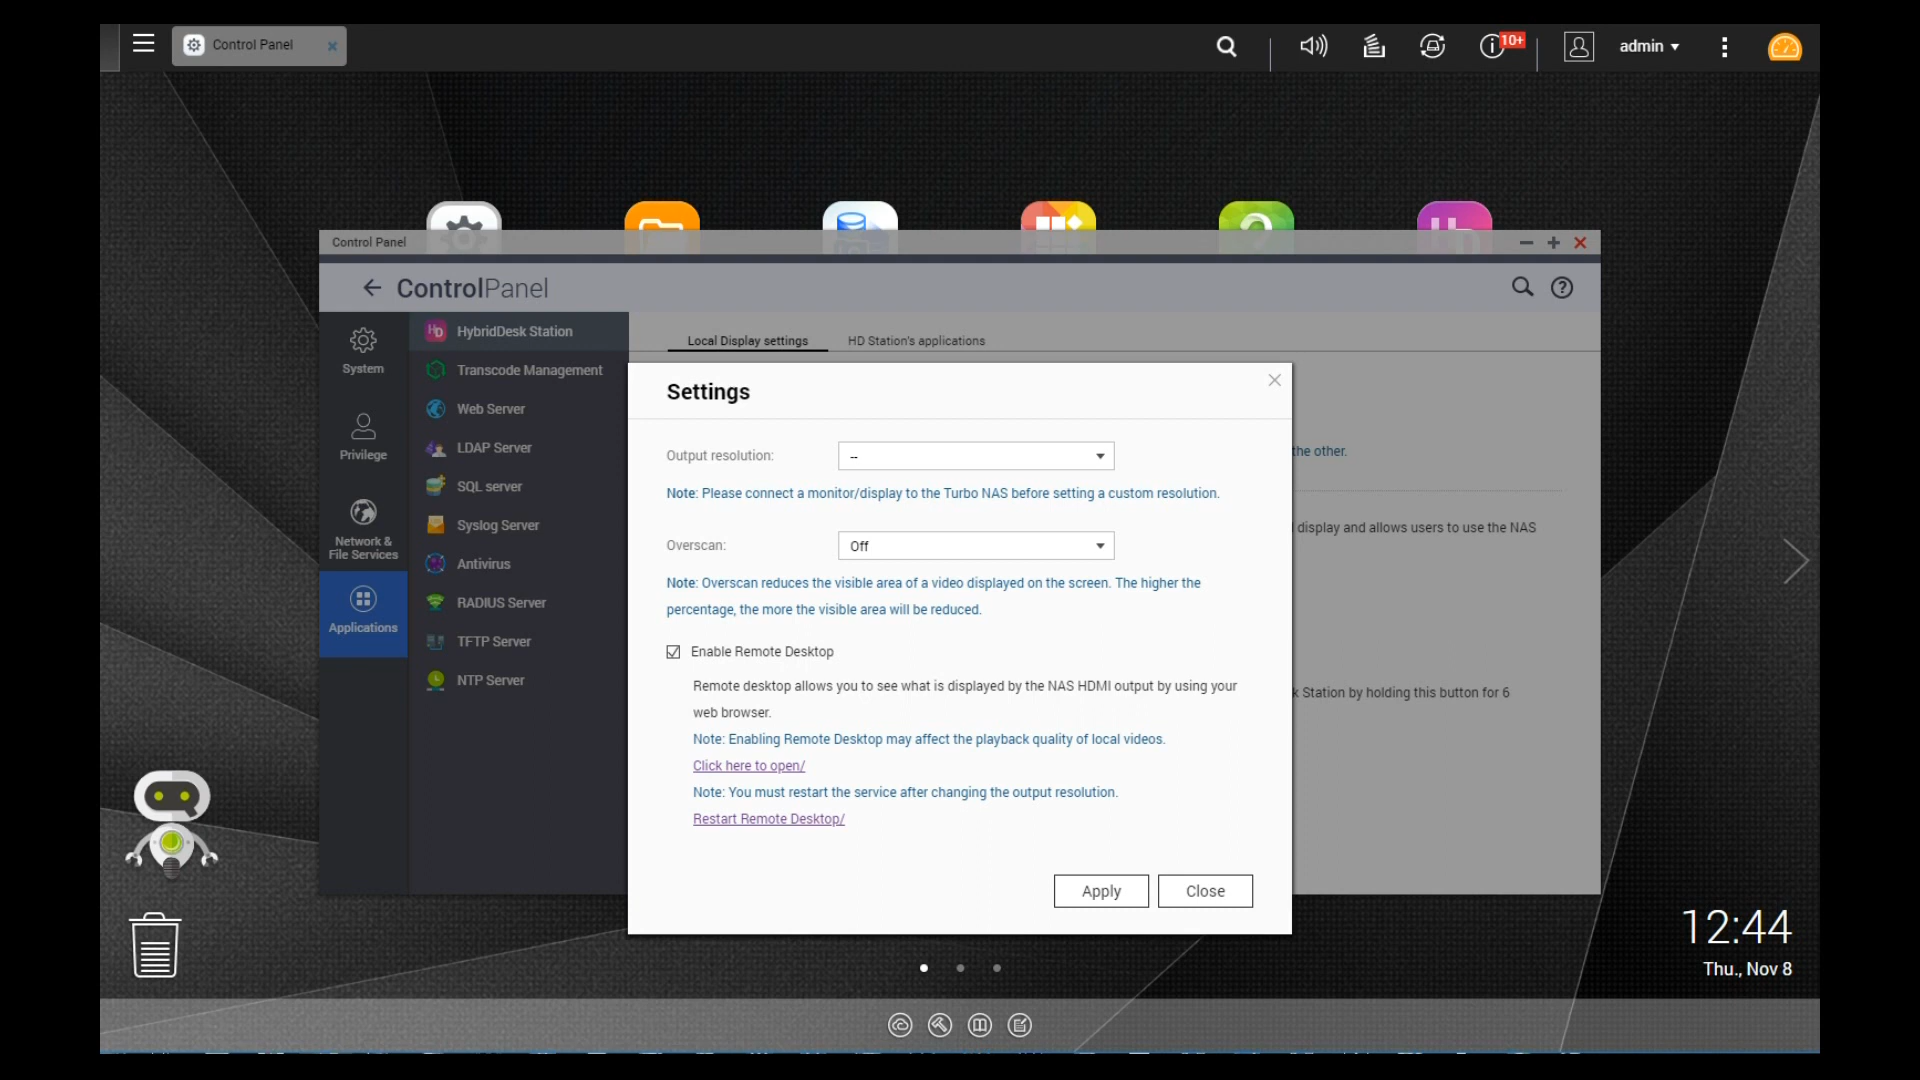 Control Panel
10+
admin
Control Panel
ControlPanel
System
Privilege
Network &
File Services
Applications
HybridDesk Station
Transcode Management
Web Server
LDAP Server
SQL server
Syslog Server
Antivirus
RADIUS Server
TFTP Server
NTP Server
Local Display settings
HD Station's applications
the other.
display and allows users to use the NAS
k Station by holding this button for 6
Settings
Output resolution:
--
Note: Please connect a monitor/display to the Turbo NAS before setting a custom resolution.
Overscan:
Off
Note: Overscan reduces the visible area of a video displayed on the screen. The higher the
percentage, the more the visible area will be reduced.
Enable Remote Desktop
Remote desktop allows you to see what is displayed by the NAS HDMI output by using your
web browser.
Note: Enabling Remote Desktop may affect the playback quality of local videos.
Click here to open/
Note: You must restart the service after changing the output resolution.
Restart Remote Desktop/
Apply
Close
12:44
Thu., Nov 8